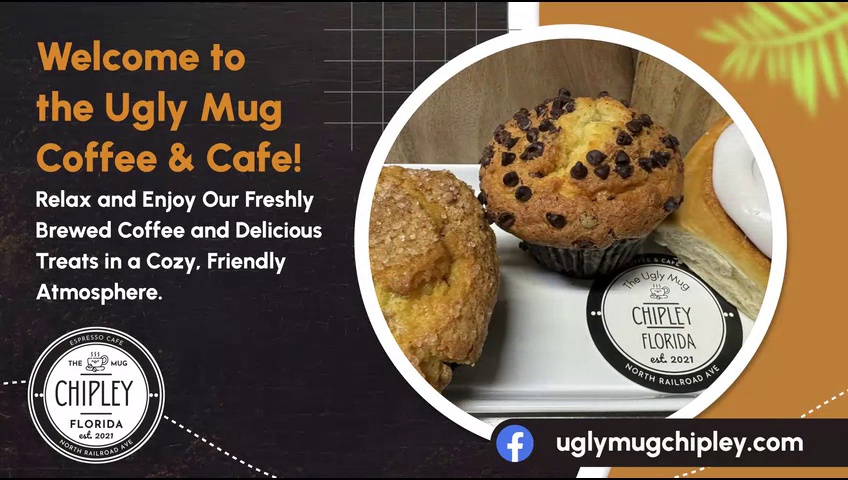 Welcome to
the Ugly Mug
Coffee & Cafe!
Relax and Enjoy Our Freshly
Brewed Coffee and Delicious
Treats in a Cozy, Friendly
Atmosphere.
ESPRESSO CAFE
THE MUG
CHIPLEY
FLORIDA
est. 2021
NORTH RAILROAD AVE
& CAFE
The Ugly Mug
CHIPLEY
FLORIDA
est. 2021
NORTH RAILROAD AVE
uglymugchipley.com